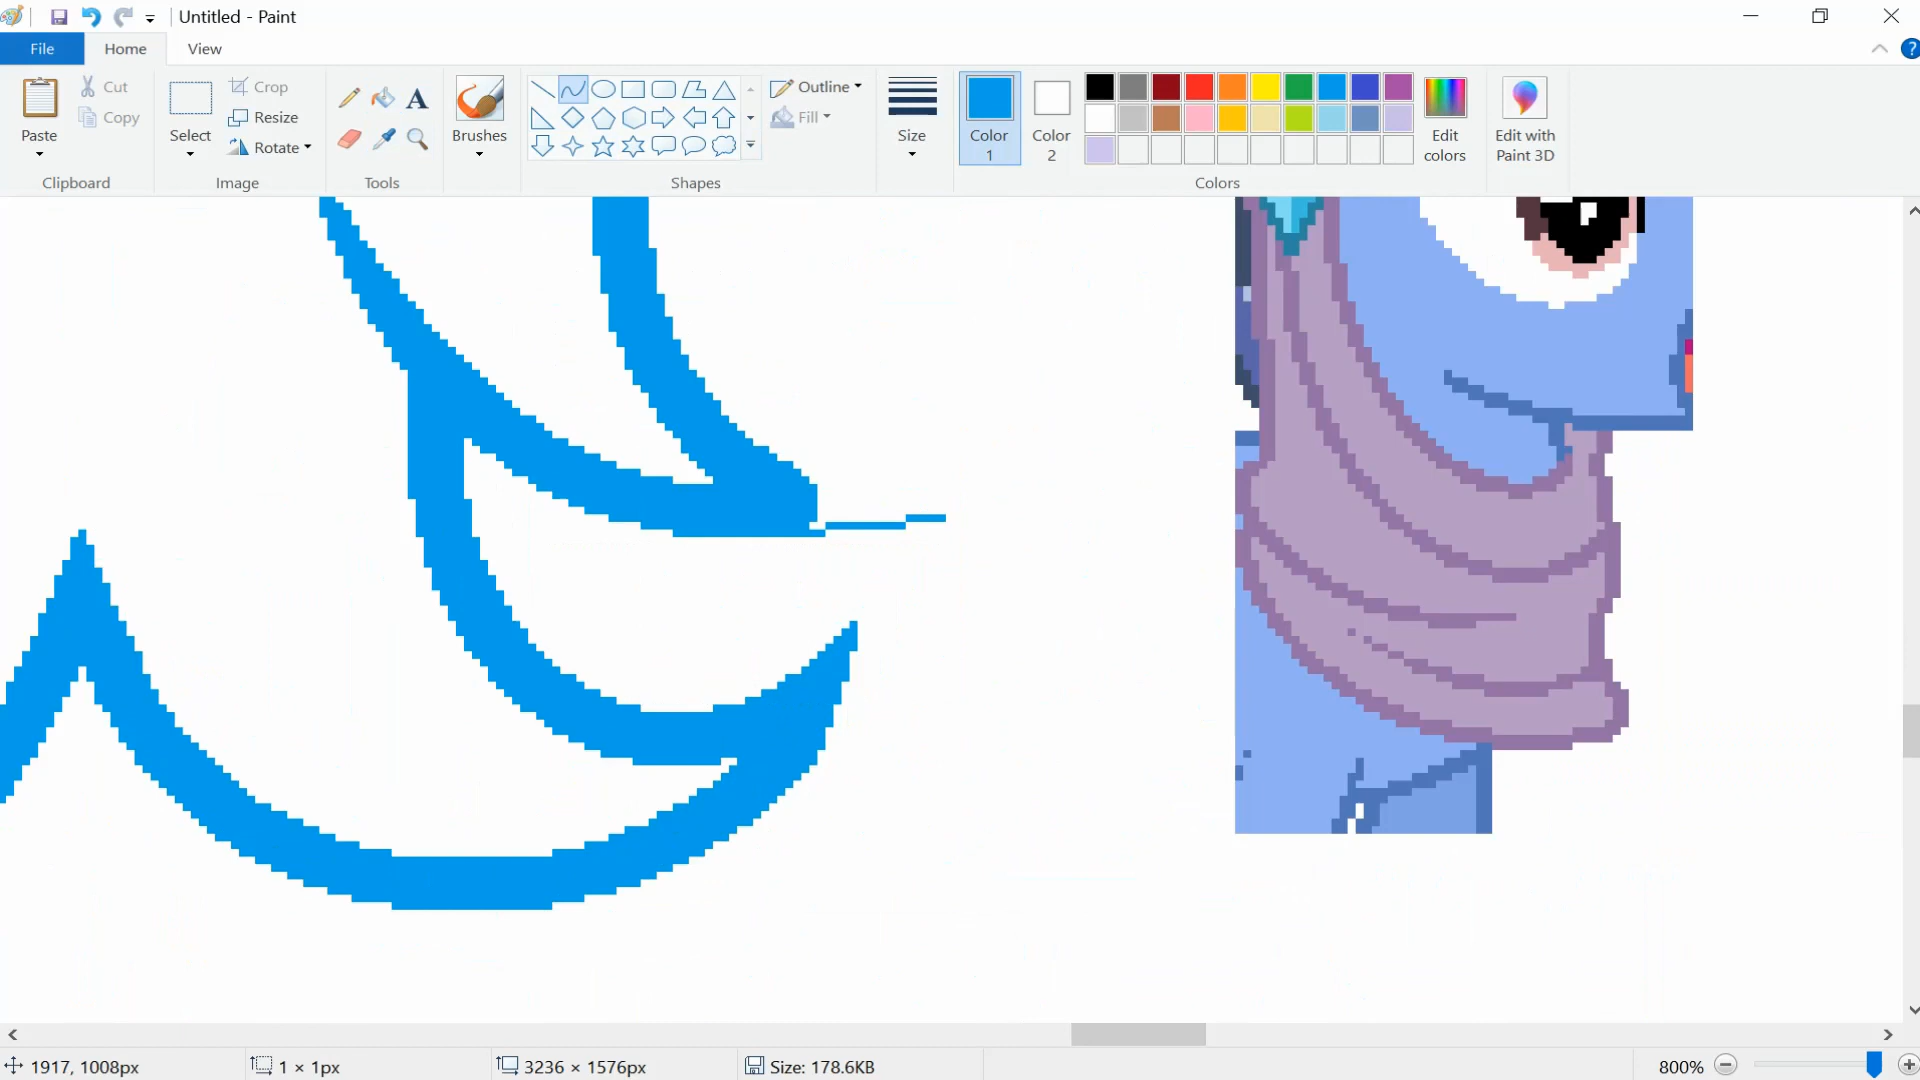 Untitled - Paint
File
Home
View
Paste
Cut
Copy
Clipboard
Select
Crop
Resize
Rotate
Image
A
Tools
Brushes
Shapes
Outline
Fill
Size
Color 1
Color 2
Edit colors
Edit with Paint 3D
Colors
?
1917, 1008px
1 × 1px
3236 × 1576px
Size: 178.6KB
800%